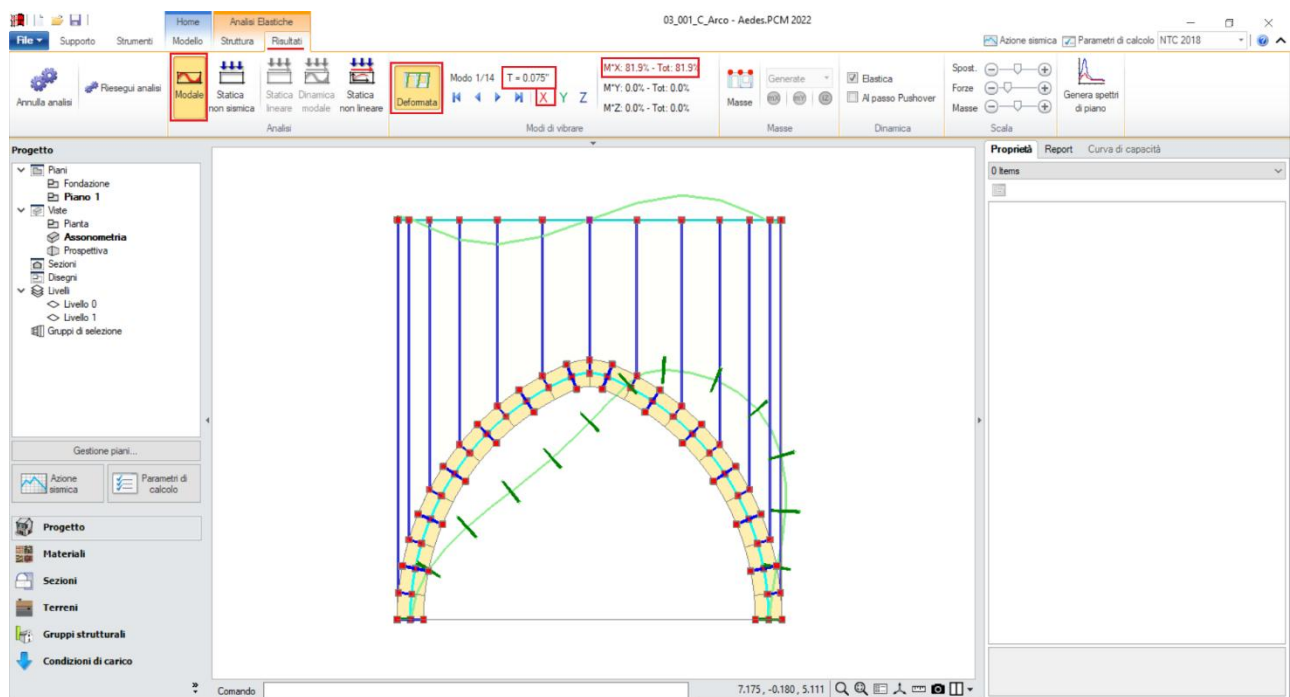 Home Analisi Elastiche 03_001_C_Arco - Aedes.PCM 2022
File Supporto Strumenti Modello Struttura Risultati Azione sismica Parametri di calcolo NTC 2018
Annulla analisi
Riesegui analisi
Modale
Statica non sismica
Statica lineare
Dinamica modale
Statica non lineare
Analisi
Deformata
Modo 1/14 T = 0.075"
X Y Z
M*X: 81.9% - Tot: 81.9%
M*Y: 0.0% - Tot: 0.0%
M*Z: 0.0% - Tot: 0.0%
Modi di vibrare
Masse
Generate
Masse
Elastica
Al passo Pushover
Dinamica
Spost.
Forze
Masse
Scala
Genera spettri di piano
Progetto
Piani
Fondazione
Piano 1
Viste
Pianta
Assonometria
Prospettiva
Sezioni
Disegni
Livelli
Livello 0
Livello 1
Gruppi di selezione
Gestione piani...
Azione sismica
Parametri di calcolo
Progetto
Materiali
Sezioni
Terreni
Gruppi strutturali
Condizioni di carico
Comando
7.175, -0.180, 5.111
Proprietà Report Curva di capacità
0 Items